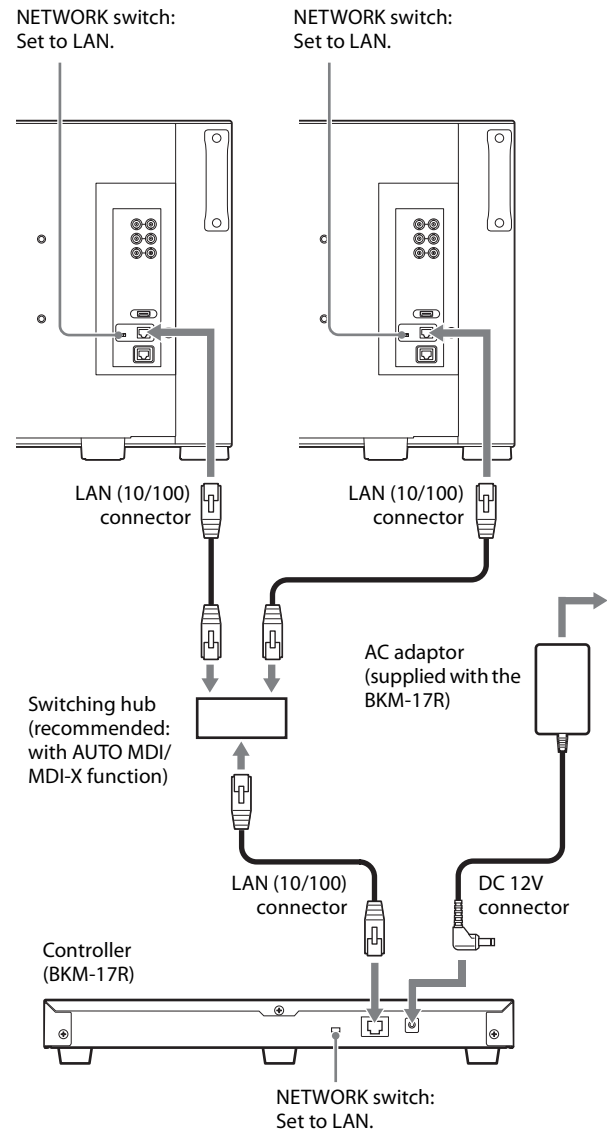 NETWORK switch:
Set to LAN.
NETWORK switch:
Set to LAN.
LAN (10/100)
connector
LAN (10/100)
connector
AC adaptor
(supplied with the
BKM-17R)
Switching hub
(recommended:
with AUTO MDI/
MDI-X function)
LAN (10/100)
connector
DC 12V
connector
Controller
(BKM-17R)
NETWORK switch:
Set to LAN.